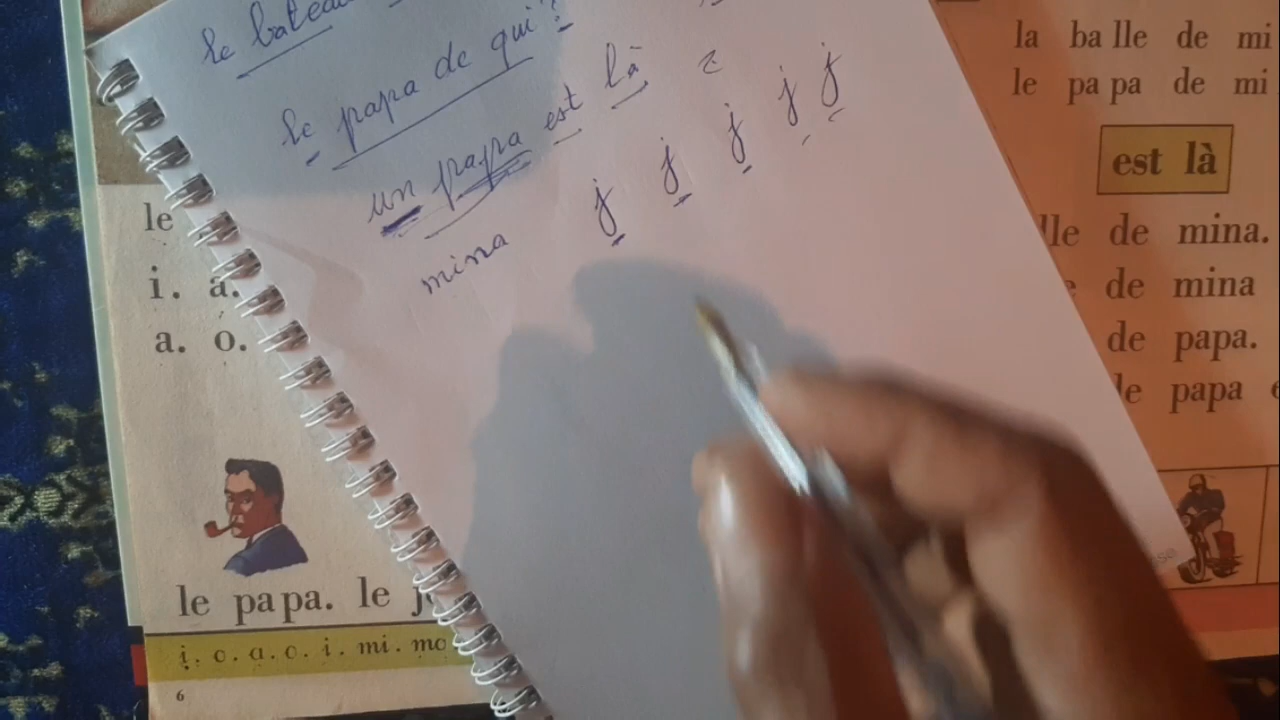 le bateau
le papa de qui?
un papa est là
mina j j j j j
le
i. a.
a. o.
le papa. le j
i. o. a. o. i. mi. mo
6
la balle de mi
le papa de mi
est là
lle de mina.
de mina
de papa.
le papa